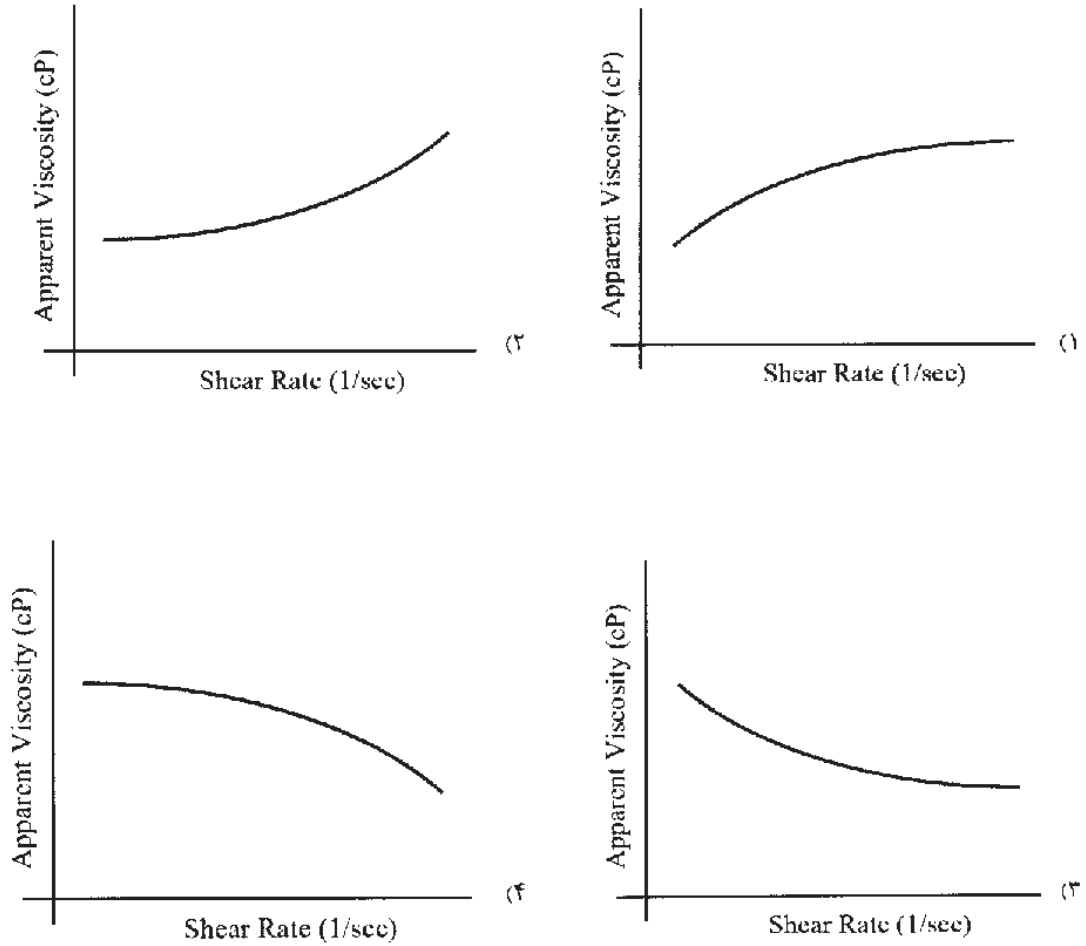 Apparent Viscosity (cP)
Shear Rate (1/sec)
(۱
Apparent Viscosity (cP)
Shear Rate (1/sec)
(۲
Apparent Viscosity (cP)
Shear Rate (1/sec)
(۳
Apparent Viscosity (cP)
Shear Rate (1/sec)
(۴